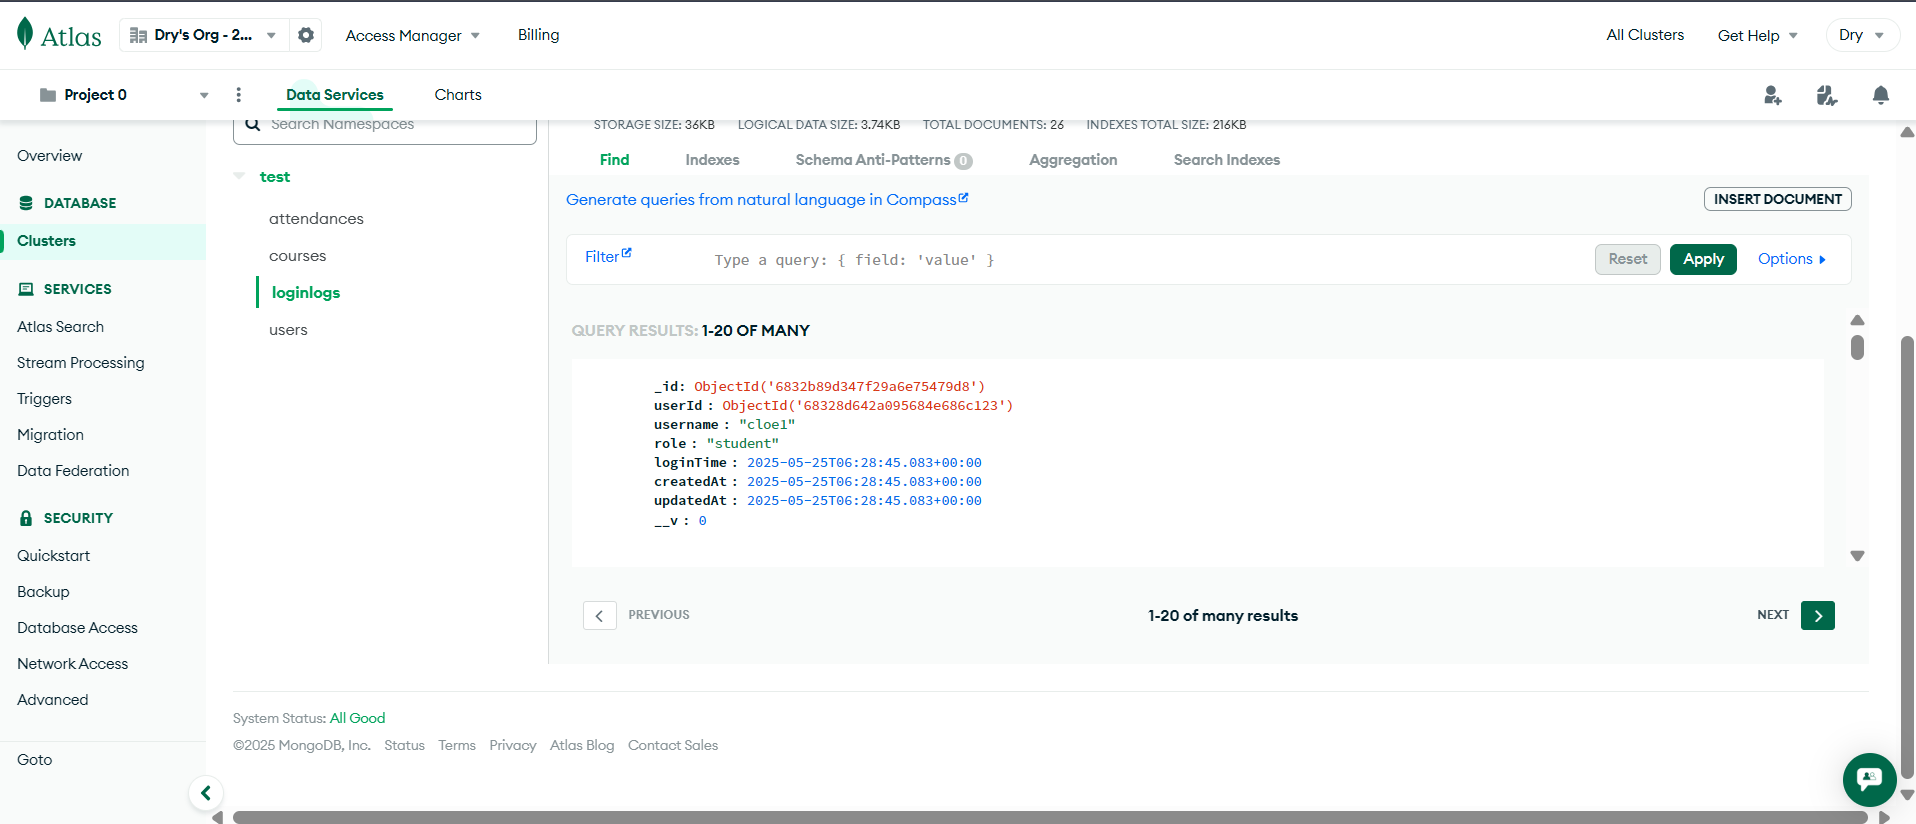 Atlas
Dry's Org - 2...
Access Manager
Billing
All Clusters
Get Help
Dry
Project 0
Data Services
Charts
Overview
DATABASE
Clusters
SERVICES
Atlas Search
Stream Processing
Triggers
Migration
Data Federation
SECURITY
Quickstart
Backup
Database Access
Network Access
Advanced
Goto
Search Namespaces
test
attendances
courses
loginlogs
users
STORAGE SIZE: 36KB LOGICAL DATA SIZE: 3.74KB TOTAL DOCUMENTS: 26 INDEXES TOTAL SIZE: 216KB
Find Indexes Schema Anti-Patterns 0 Aggregation Search Indexes
Generate queries from natural language in Compass
INSERT DOCUMENT
Filter
Type a query: { field: 'value' }
Reset
Apply
Options
QUERY RESULTS: 1-20 OF MANY
_id: ObjectId('6832b89d347f29a6e75479d8')
userId : ObjectId('68328d642a095684e686c123')
username : "cloe1"
role : "student"
loginTime : 2025-05-25T06:28:45.083+00:00
createdAt : 2025-05-25T06:28:45.083+00:00
updatedAt : 2025-05-25T06:28:45.083+00:00
__v : 0
PREVIOUS
1-20 of many results
NEXT
System Status: All Good
©2025 MongoDB, Inc. Status Terms Privacy Atlas Blog Contact Sales